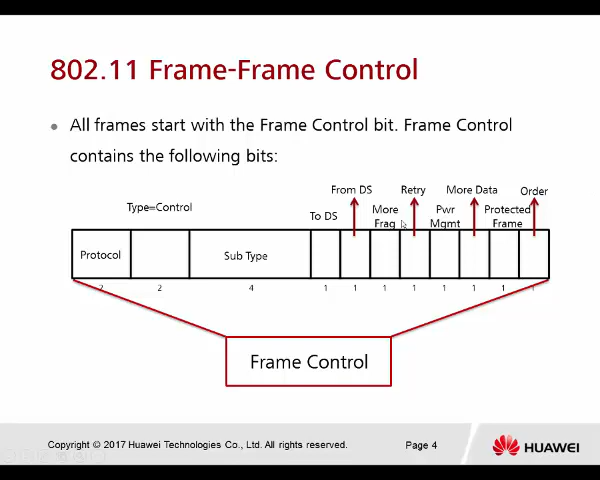 802.11 Frame-Frame Control
All frames start with the Frame Control bit. Frame Control
contains the following bits:
From DS
Retry
More Data
Order
Type=Control
To DS
More
Frag
Pwr
Mgmt
Protected
Frame
Protocol
Sub Type
2 2 4 1 1 1 1 1 1 1 1
Frame Control
Copyright © 2017 Huawei Technologies Co., Ltd. All rights reserved.
Page 4
HUAWEI